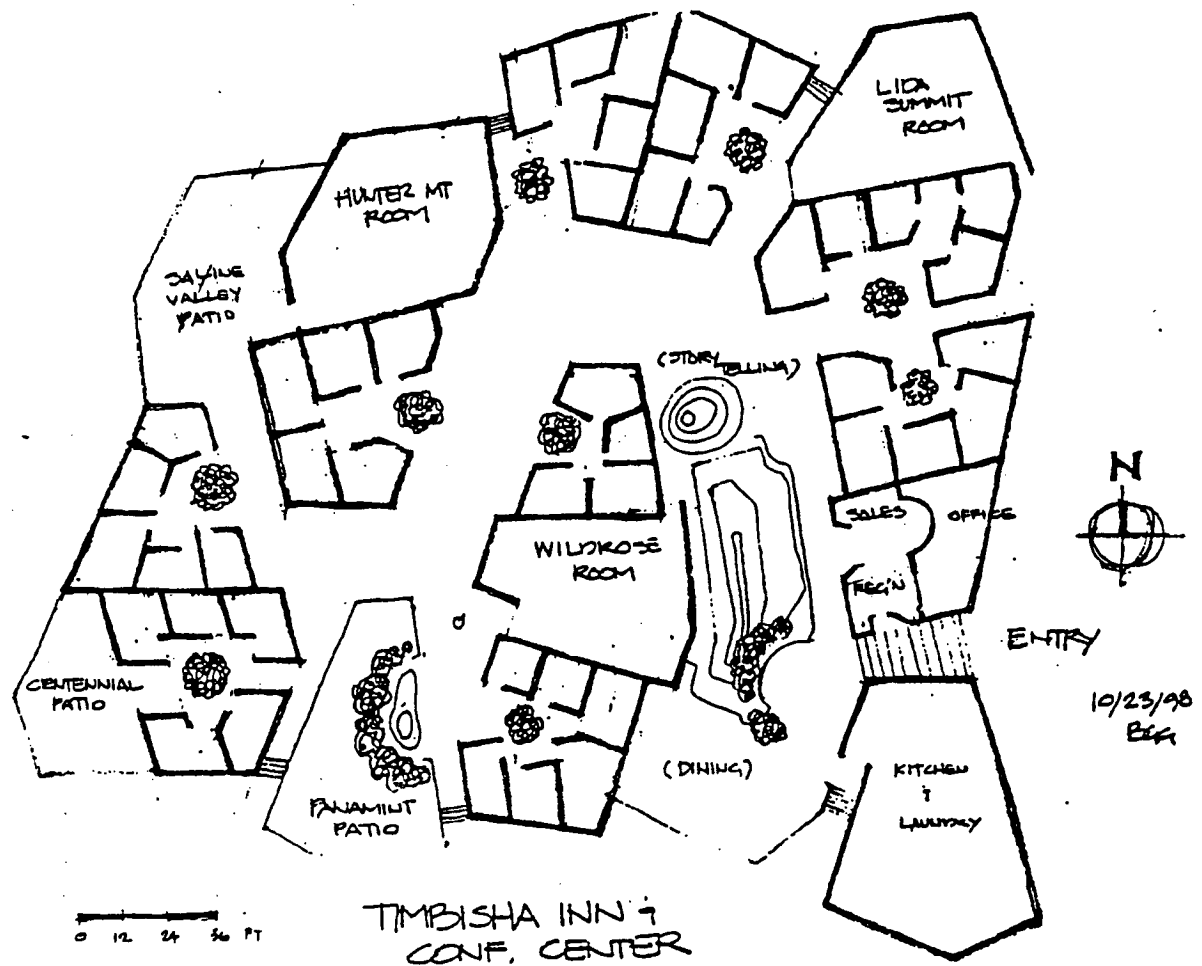 LIDA
SUMMIT
ROOM
HUNTER MT
ROOM
SALINE
VALLEY
PATIO
(STORY TELLING)
N
SALES
OFFICE
WILDROSE
ROOM
REG'N
ENTRY
CENTENNIAL
PATIO
10/23/98
(DINING)
KITCHEN
&
LAUNDRY
PANAMINT
PATIO
0 12 24 36 FT
TIMBISHA INN &
CONF. CENTER